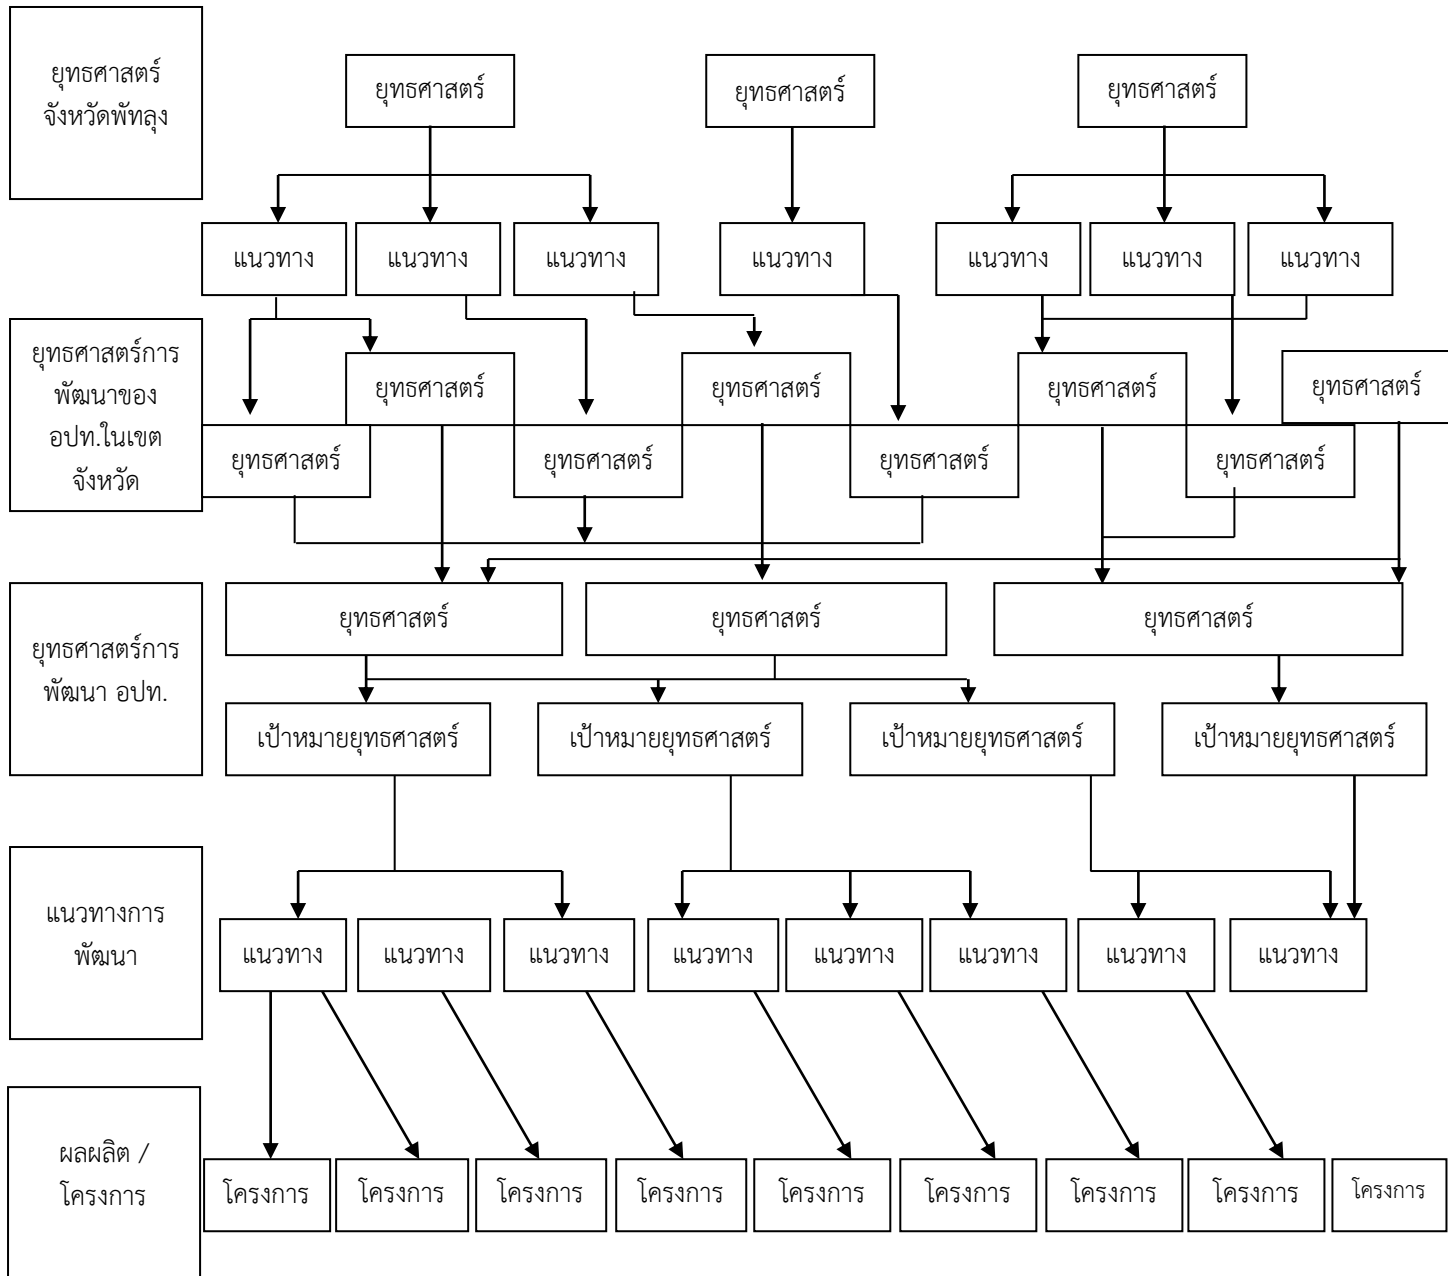 ยุทธศาสตร์
จังหวัดพัทลุง
ยุทธศาสตร์
ยุทธศาสตร์
ยุทธศาสตร์
แนวทาง
แนวทาง
แนวทาง
แนวทาง
แนวทาง
แนวทาง
แนวทาง
ยุทธศาสตร์การ
พัฒนาของ
อปท.ในเขต
จังหวัด
ยุทธศาสตร์
ยุทธศาสตร์
ยุทธศาสตร์
ยุทธศาสตร์
ยุทธศาสตร์
ยุทธศาสตร์
ยุทธศาสตร์
ยุทธศาสตร์
ยุทธศาสตร์การ
พัฒนา อปท.
ยุทธศาสตร์
ยุทธศาสตร์
ยุทธศาสตร์
เป้าหมายยุทธศาสตร์
เป้าหมายยุทธศาสตร์
เป้าหมายยุทธศาสตร์
เป้าหมายยุทธศาสตร์
แนวทางการ
พัฒนา
แนวทาง
แนวทาง
แนวทาง
แนวทาง
แนวทาง
แนวทาง
แนวทาง
แนวทาง
ผลผลิต /
โครงการ
โครงการ
โครงการ
โครงการ
โครงการ
โครงการ
โครงการ
โครงการ
โครงการ
โครงการ